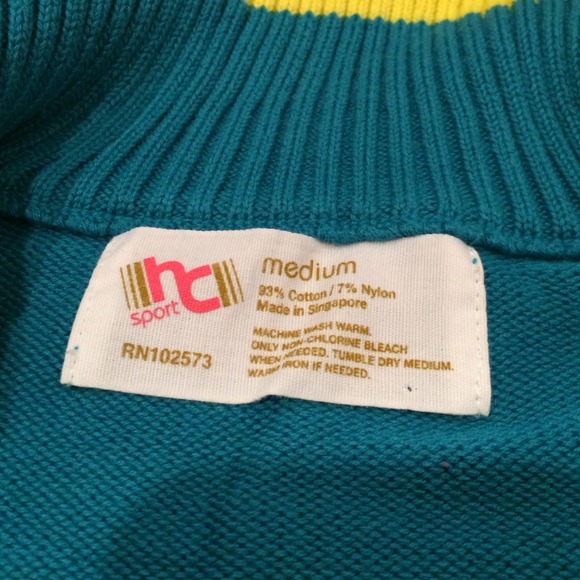 hc
sport
RN102573
medium
93% Cotton / 7% Nylon
Made in Singapore
MACHINE WASH WARM.
ONLY NON-CHLORINE BLEACH
WHEN NEEDED. TUMBLE DRY MEDIUM.
WARM IRON IF NEEDED.